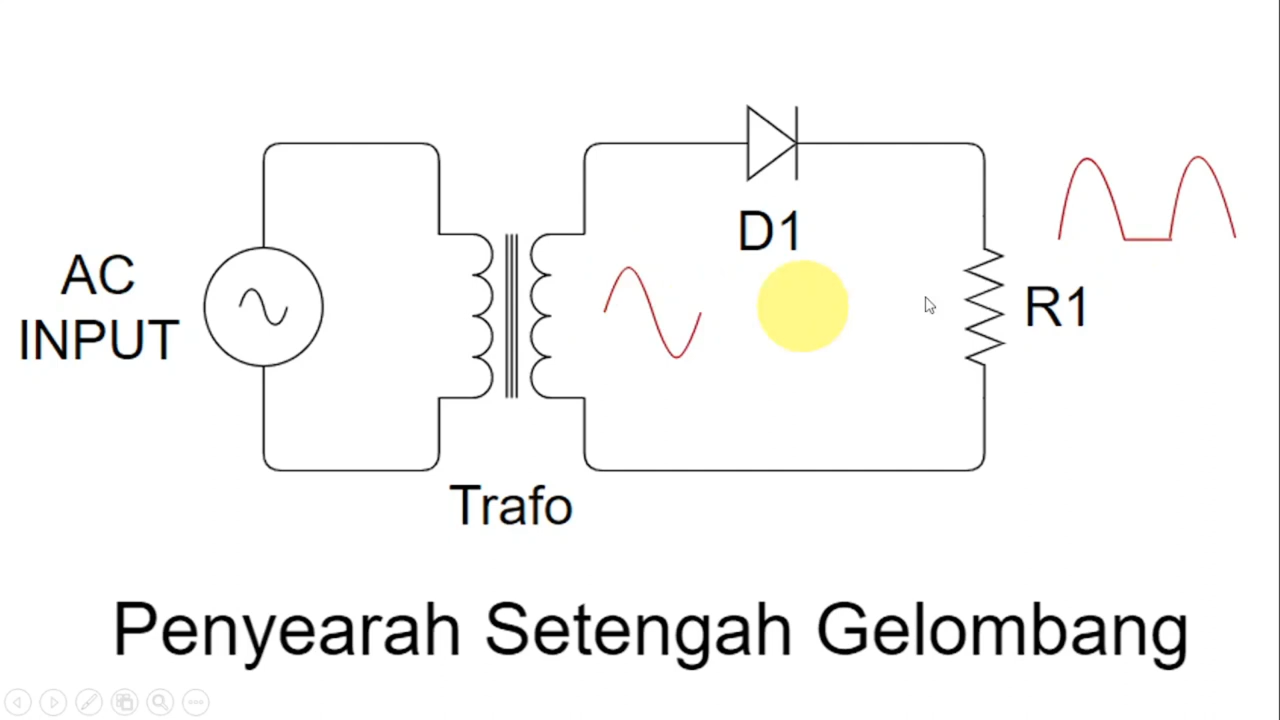 AC
INPUT
D1
R1
Trafo
Penyearah Setengah Gelombang